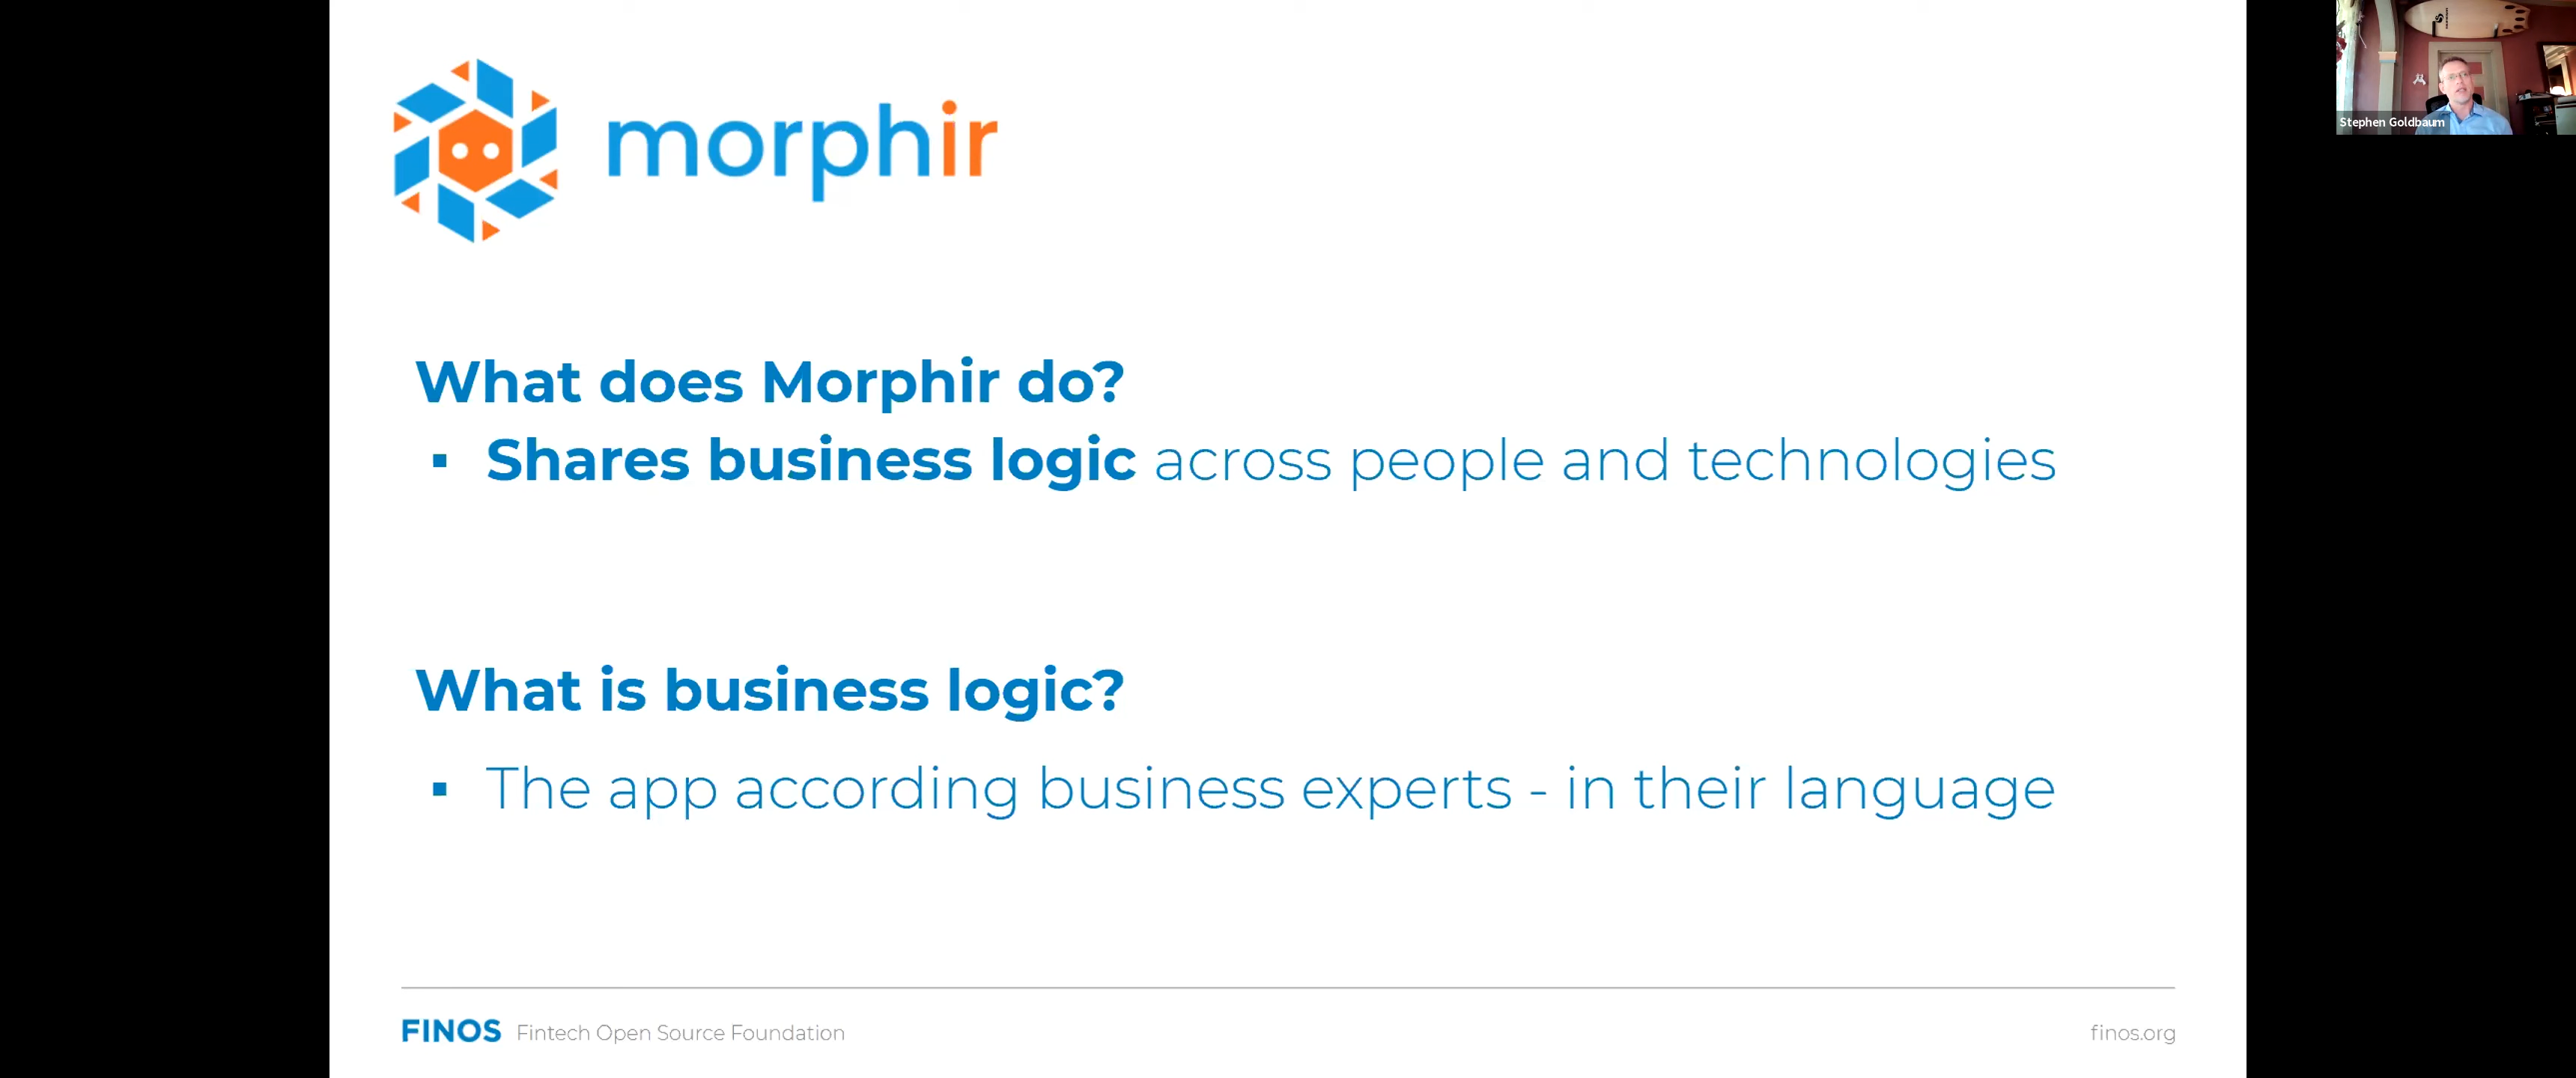 morphir
Stephen Goldbaum
What does Morphir do?
▪ Shares business logic across people and technologies
What is business logic?
▪ The app according business experts - in their language
FINOS Fintech Open Source Foundation
finos.org